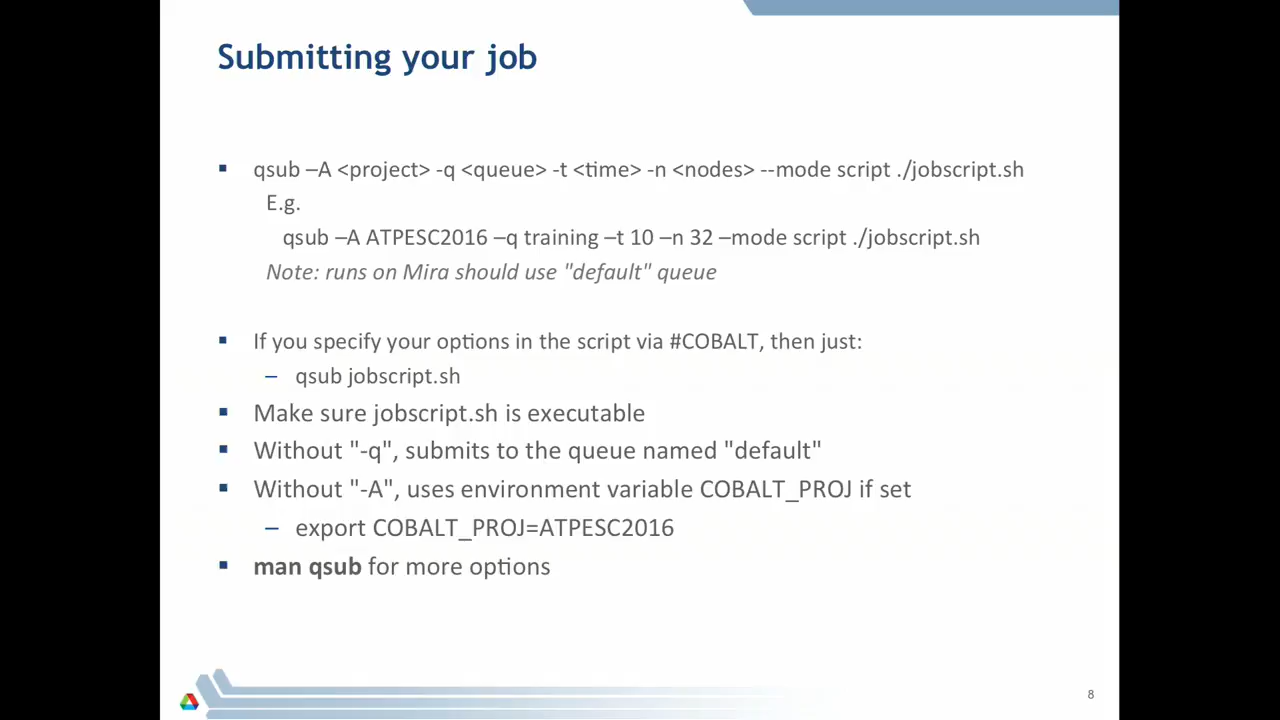 Submitting your job
▪ qsub –A <project> -q <queue> -t <time> -n <nodes> --mode script ./jobscript.sh
E.g.
qsub –A ATPESC2016 –q training –t 10 –n 32 –mode script ./jobscript.sh
Note: runs on Mira should use "default" queue
▪ If you specify your options in the script via #COBALT, then just:
– qsub jobscript.sh
▪ Make sure jobscript.sh is executable
▪ Without "-q", submits to the queue named "default"
▪ Without "-A", uses environment variable COBALT_PROJ if set
– export COBALT_PROJ=ATPESC2016
▪ man qsub for more options
8